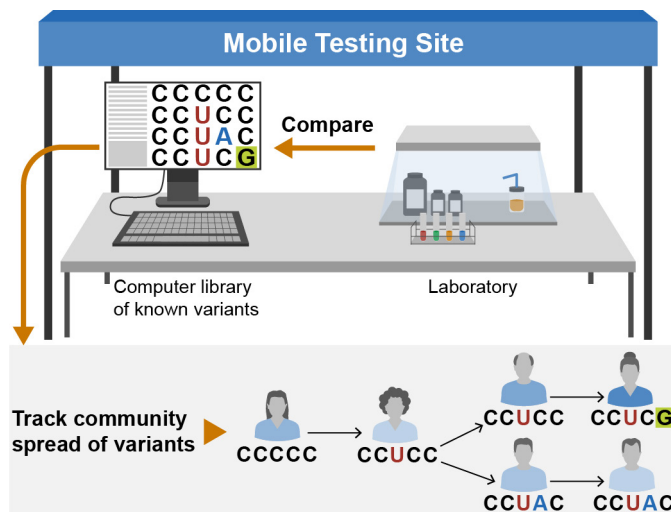 Mobile Testing Site
CCCCC
CCUCC
CCUAC
CCUCG
Compare
Computer library
of known variants
Laboratory
Track community
spread of variants
CCCCC
CCUCC
CCUCC
CCUCG
CCUAC
CCUAC